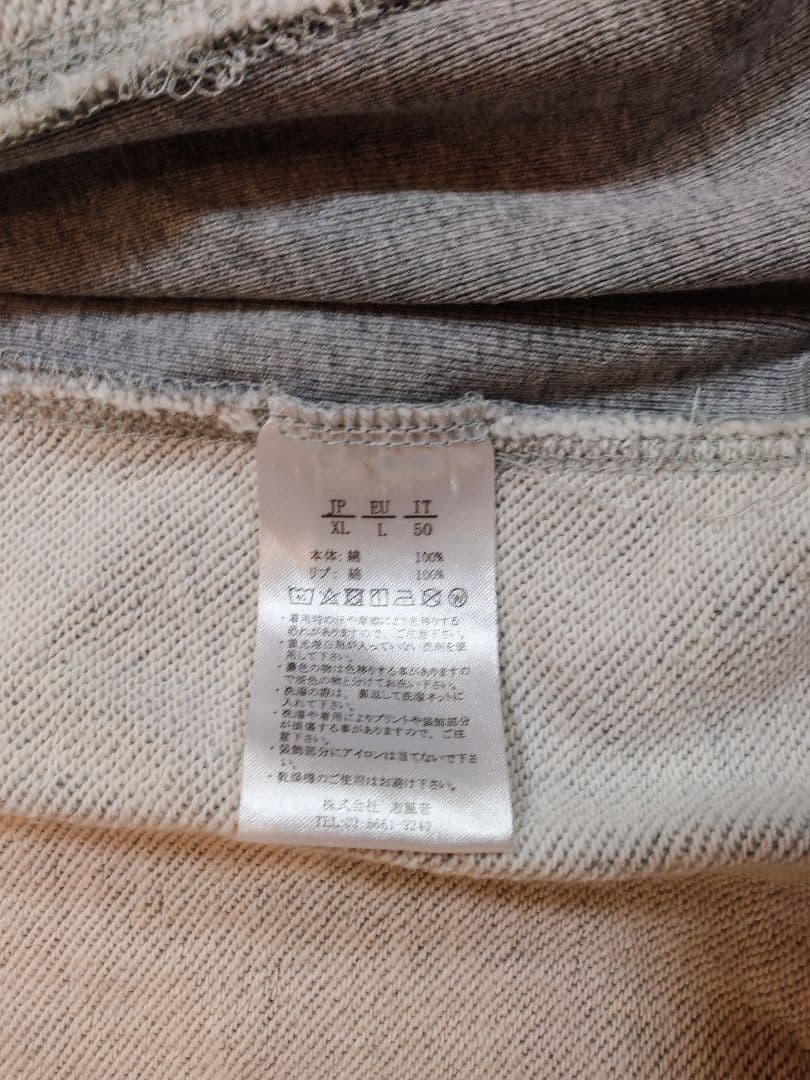 JP EU IT
XL L 50
本体: 綿 100%
リブ: 綿 100%
40
・着用時の汗や摩擦により色移りする
恐れがありますので、ご注意下さい。
・蛍光増白剤が入っていない洗剤を使
用して下さい。
・濃色の物は色移りする事がありますの
で淡色の物と分けてお洗い下さい。
・洗濯の際は、裏返して洗濯ネットに
入れて下さい。
・洗濯や着用によりプリントや装飾部分
が損傷する事がありますので、ご注
意下さい。
・装飾部分にアイロンは当てないで下さ
い。
・乾燥機のご使用はお避け下さい。
株式会社
TEL:03-8661-9243